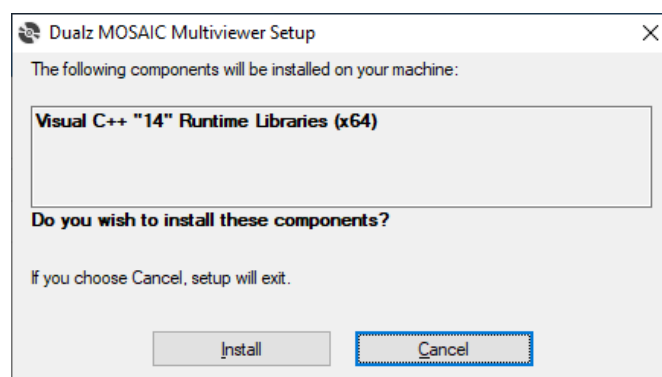 Dualz MOSAIC Multiviewer Setup
The following components will be installed on your machine:
Visual C++ "14" Runtime Libraries (x64)
Do you wish to install these components?
If you choose Cancel, setup will exit.
Install
Cancel